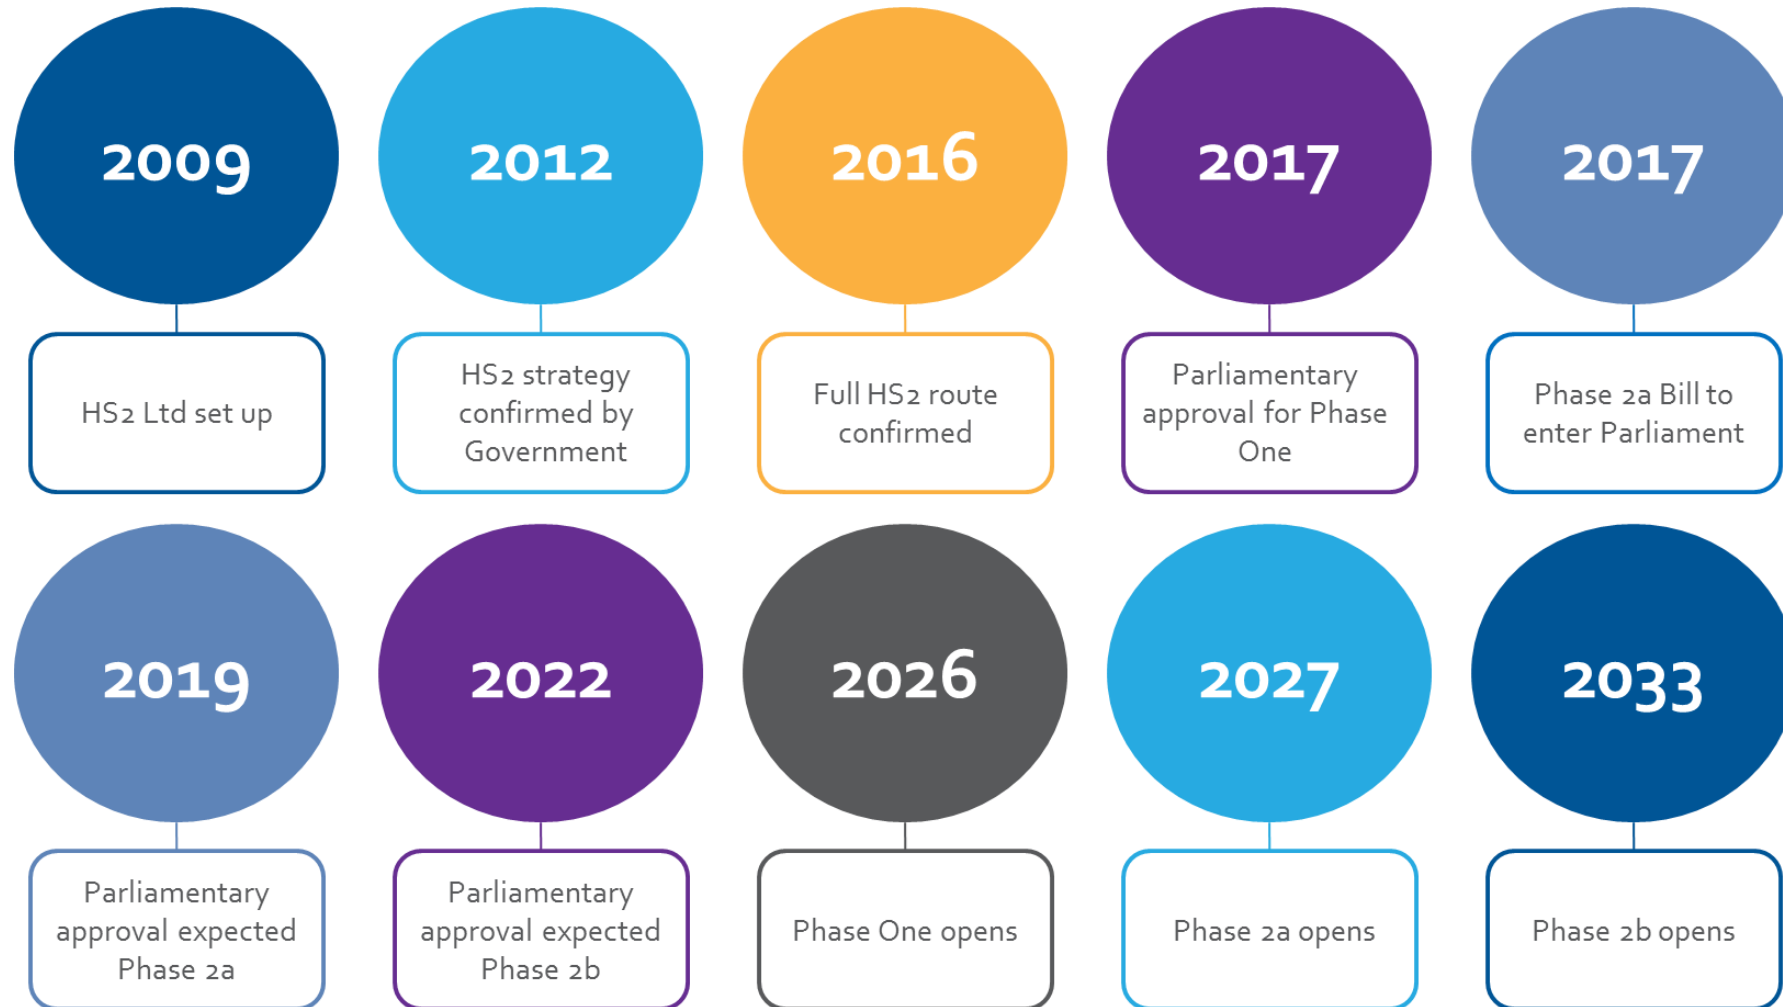 2009
HS2 Ltd set up
2012
HS2 strategy
confirmed by
Government
2016
Full HS2 route
confirmed
2017
Parliamentary
approval for Phase
One
2017
Phase 2a Bill to
enter Parliament
2019
Parliamentary
approval expected
Phase 2a
2022
Parliamentary
approval expected
Phase 2b
2026
Phase One opens
2027
Phase 2a opens
2033
Phase 2b opens